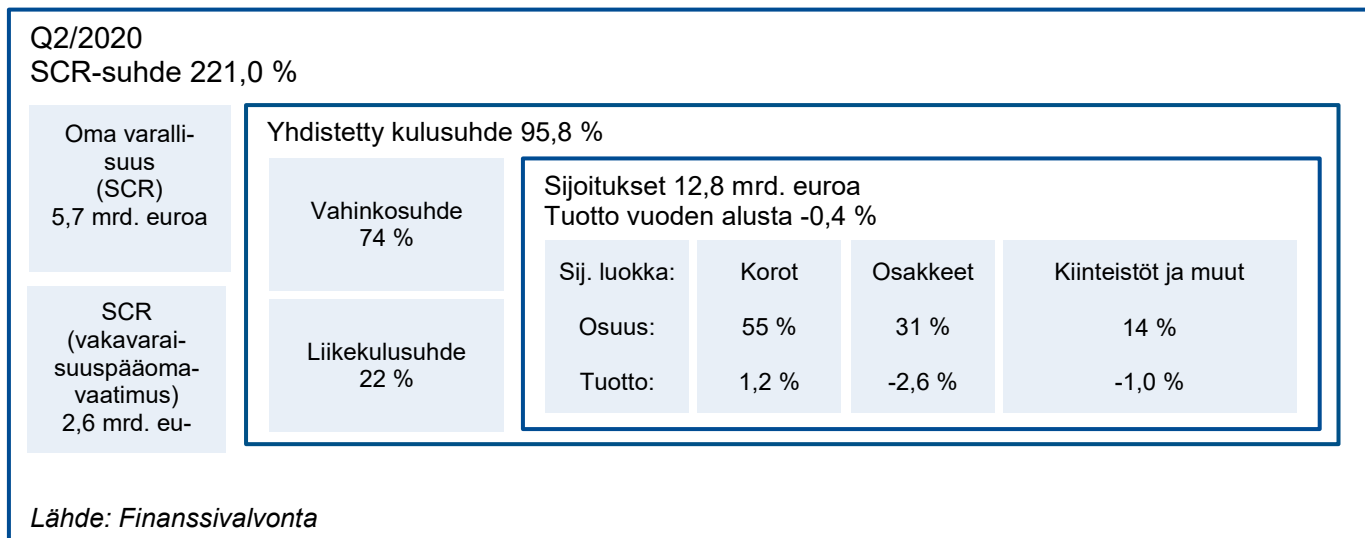 Q2/2020
SCR-suhde 221,0 %
Oma varalli-
suus
(SCR)
5,7 mrd. euroa
SCR
(vakavarai-
suuspääoma-
vaatimus)
2,6 mrd. eu-
Yhdistetty kulusuhde 95,8 %
Vahinkosuhde
74 %
Liikekulusuhde
22 %
Sijoitukset 12,8 mrd. euroa
Tuotto vuoden alusta -0,4 %
Sij. luokka: Korot Osakkeet Kiinteistöt ja muut
Osuus: 55 % 31 % 14 %
Tuotto: 1,2 % -2,6 % -1,0 %
Lähde: Finanssivalvonta